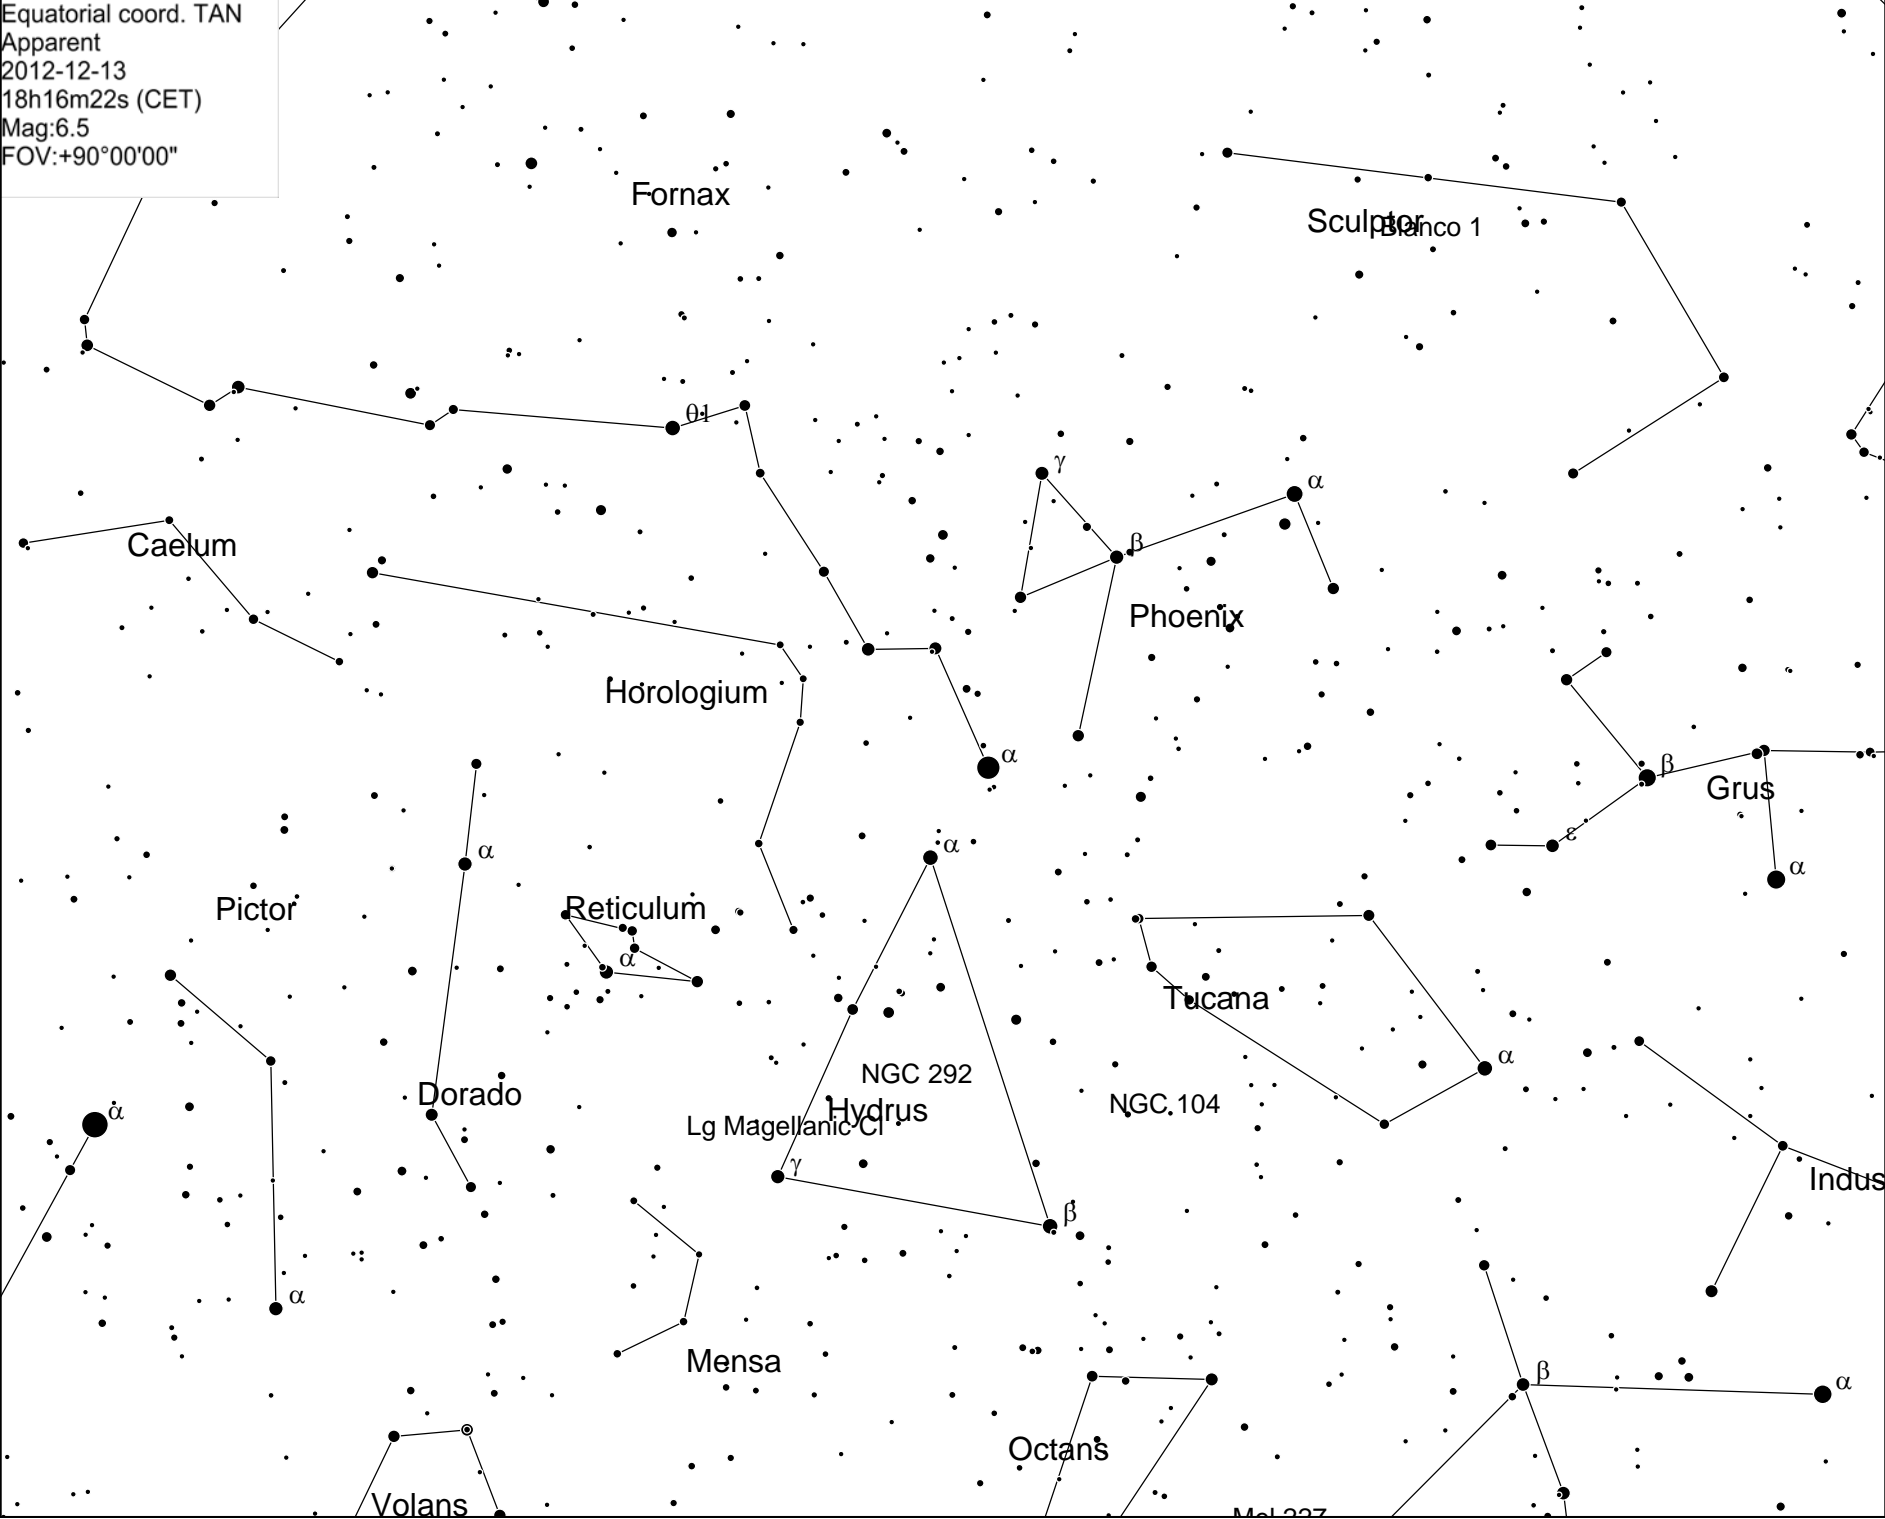 Equatorial coord. TAN
Apparent
2012-12-13
18h16m22s (CET)
Mag:6.5
FOV:+90°00'00"
Fornax
Sculptor
Blanco 1
θ1
γ
α
β
Caelum
Phoenix
Horologium
α
β
Grus
ε
α
α
α
Pictor
Reticulum
α
Tucana
α
NGC 292
Dorado
Hydrus
NGC 104
α
Lg Magellanic Cl
γ
Indus
β
α
Mensa
β
α
Octans
Volans
Mel 227